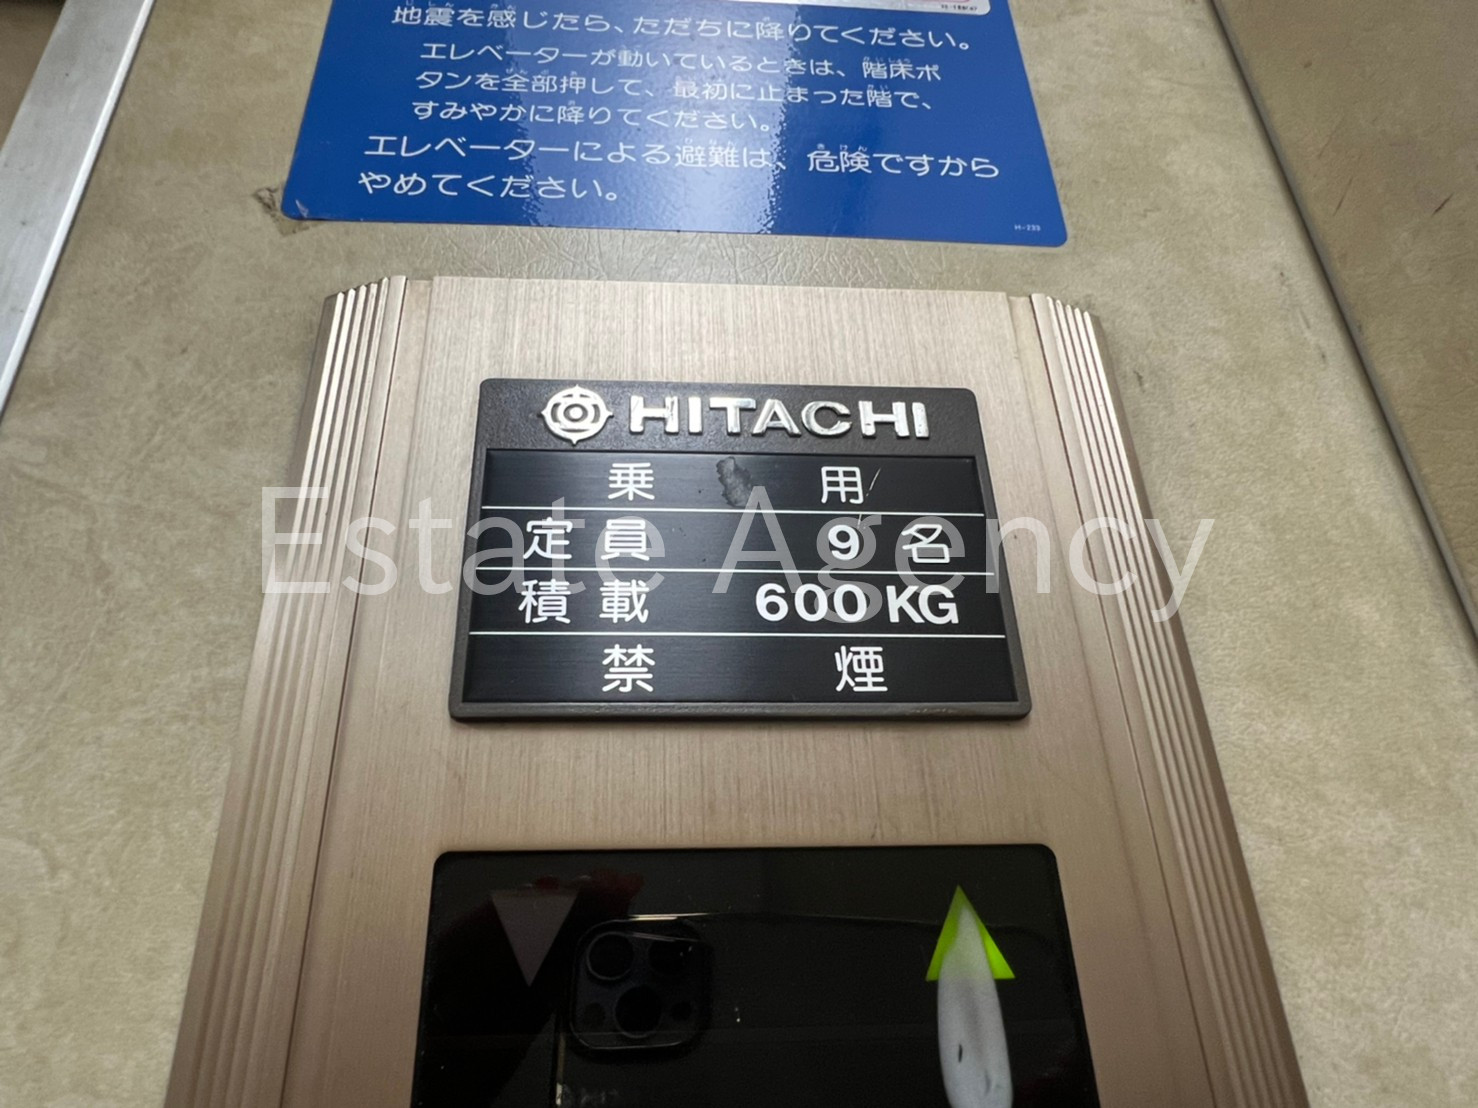 地震を感じたら、ただちに降りてください。
エレベーターが動いているときは、階床ボ
タンを全部押して、最初に止まった階で、
すみやかに降りてください。
エレベーターによる避難は、危険ですから
やめてください。
H-233
HITACHI
乗 用
定員 9名
積載 600KG
禁 煙
Estate Agency